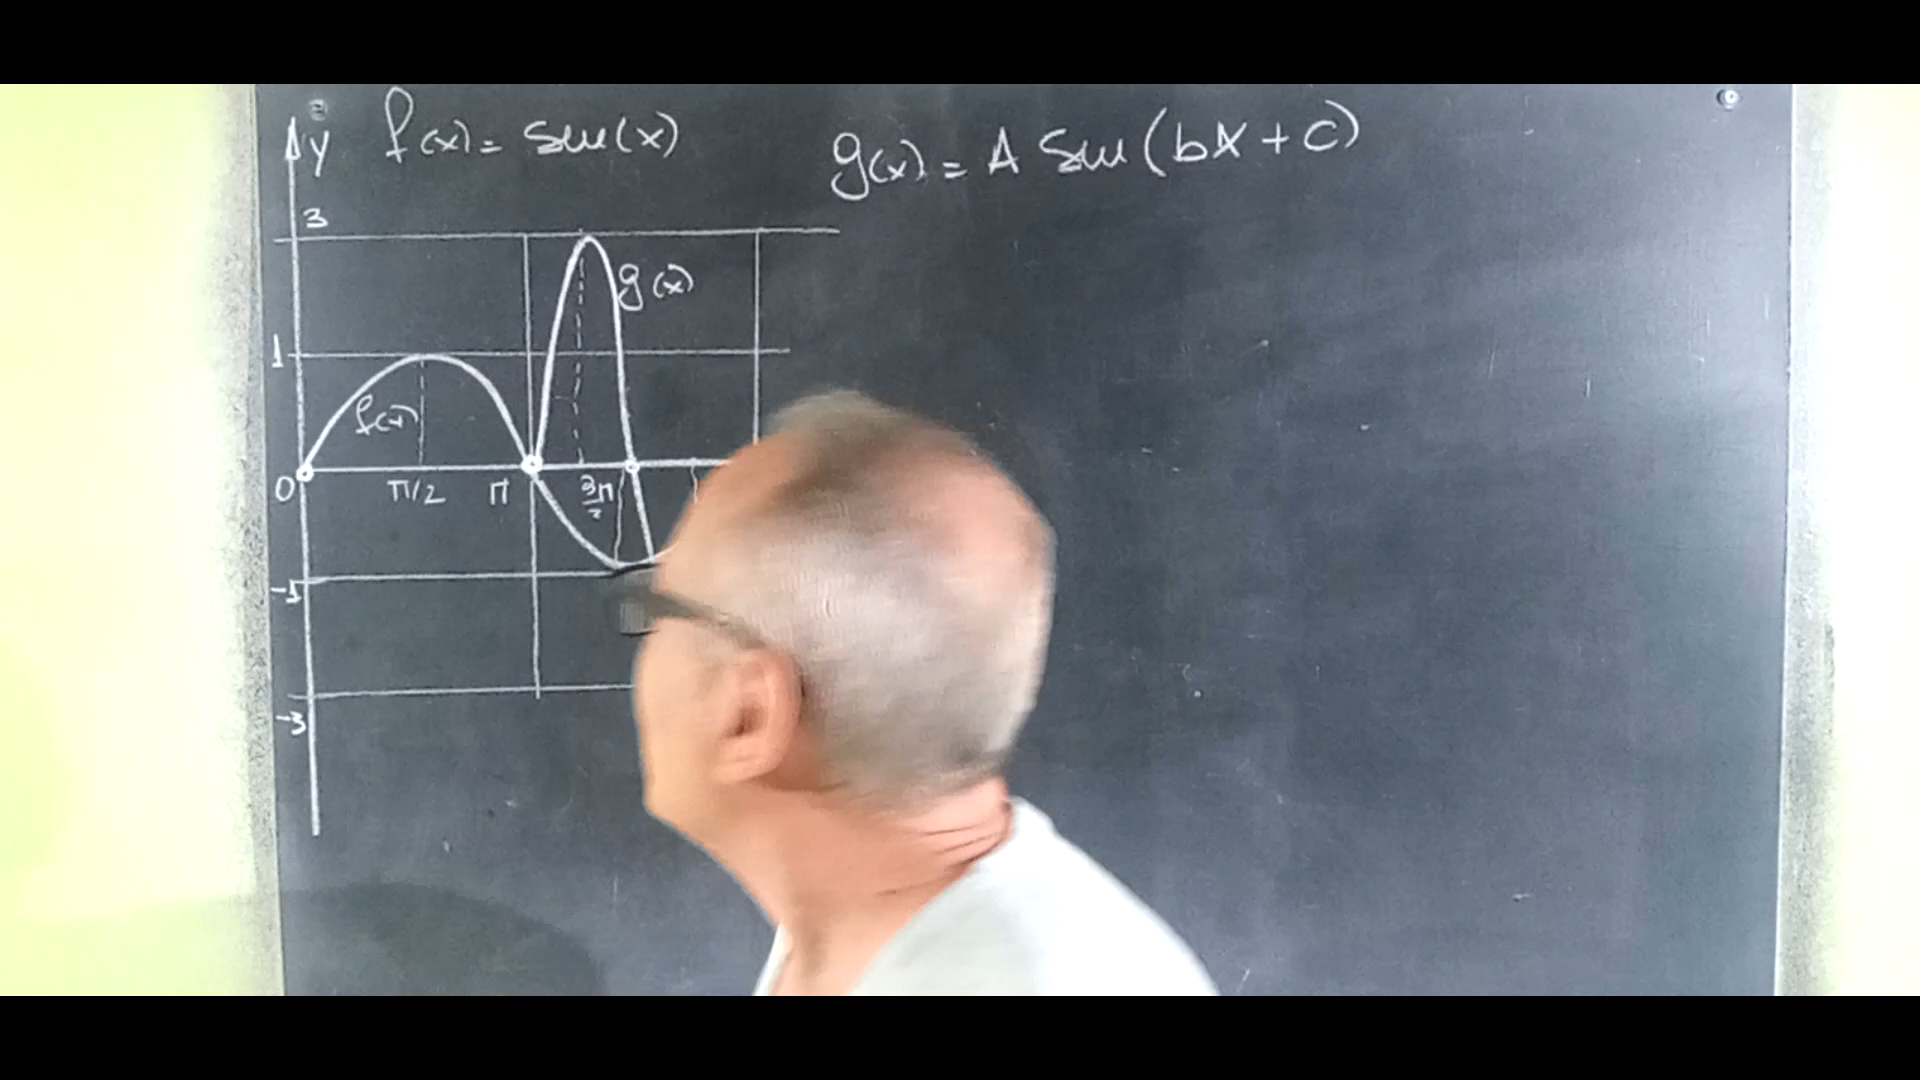 y f(x) = sen(x) g(x) = A sen(bx + c)
3
g(x)
1
f(x)
0 π/2 π 3π/2
-1
-3